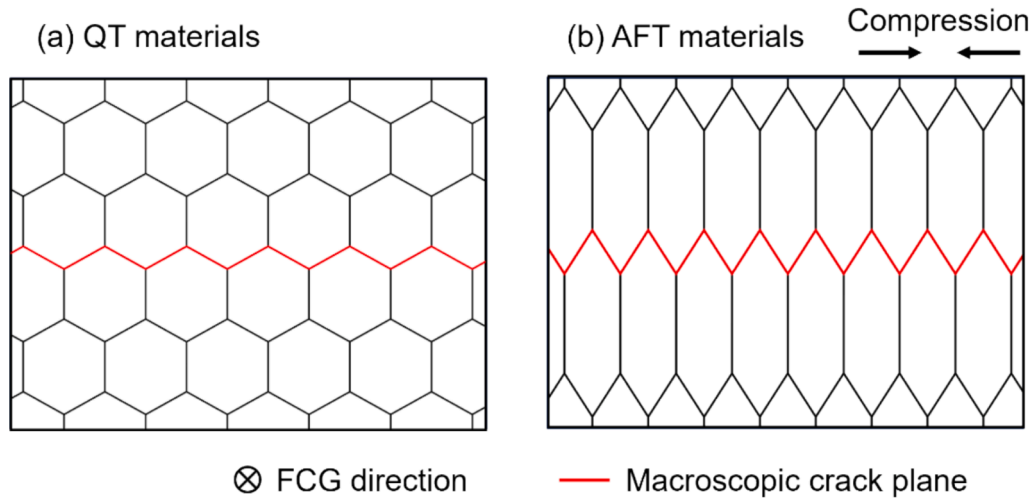 (a) QT materials
(b) AFT materials
Compression
⊗ FCG direction
Macroscopic crack plane